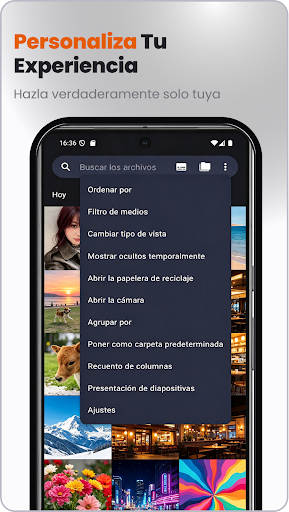 Personaliza Tu
Experiencia
Hazla verdaderamente solo tuya
16:36
Buscar los archivos
Hoy
Ordenar por
Filtro de medios
Cambiar tipo de vista
Mostrar ocultos temporalmente
Abrir la papelera de reciclaje
Abrir la cámara
Agrupar por
Poner como carpeta predeterminada
Recuento de columnas
Presentación de diapositivas
Ajustes